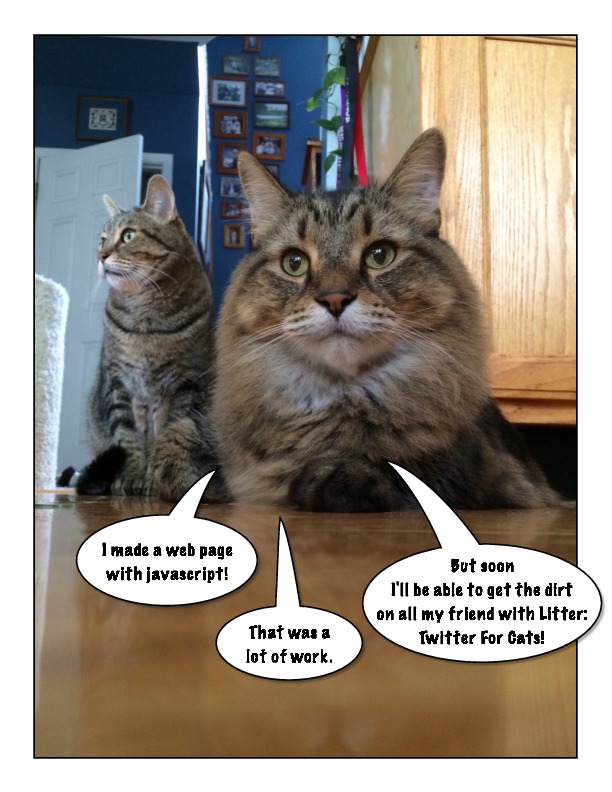 I made a web page
with javascript!
That was a
lot of work.
But soon
I'll be able to get the dirt
on all my friend with Litter:
Twitter For Cats!